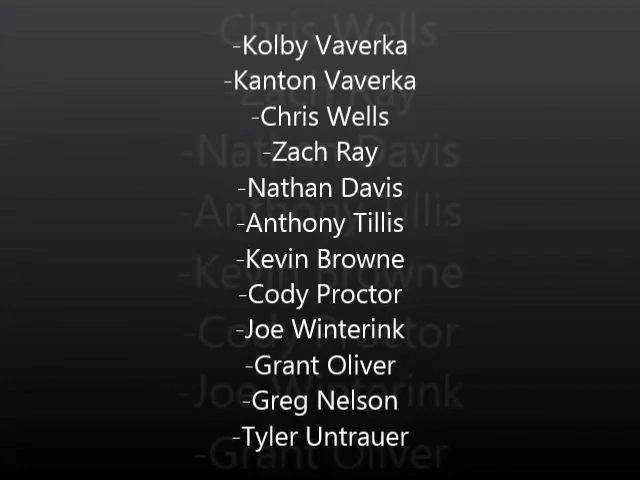 -Kolby Vaverka
-Kanton Vaverka
-Chris Wells
-Zach Ray
-Nathan Davis
-Anthony Tillis
-Kevin Browne
-Cody Proctor
-Joe Winterink
-Grant Oliver
-Greg Nelson
-Tyler Untrauer